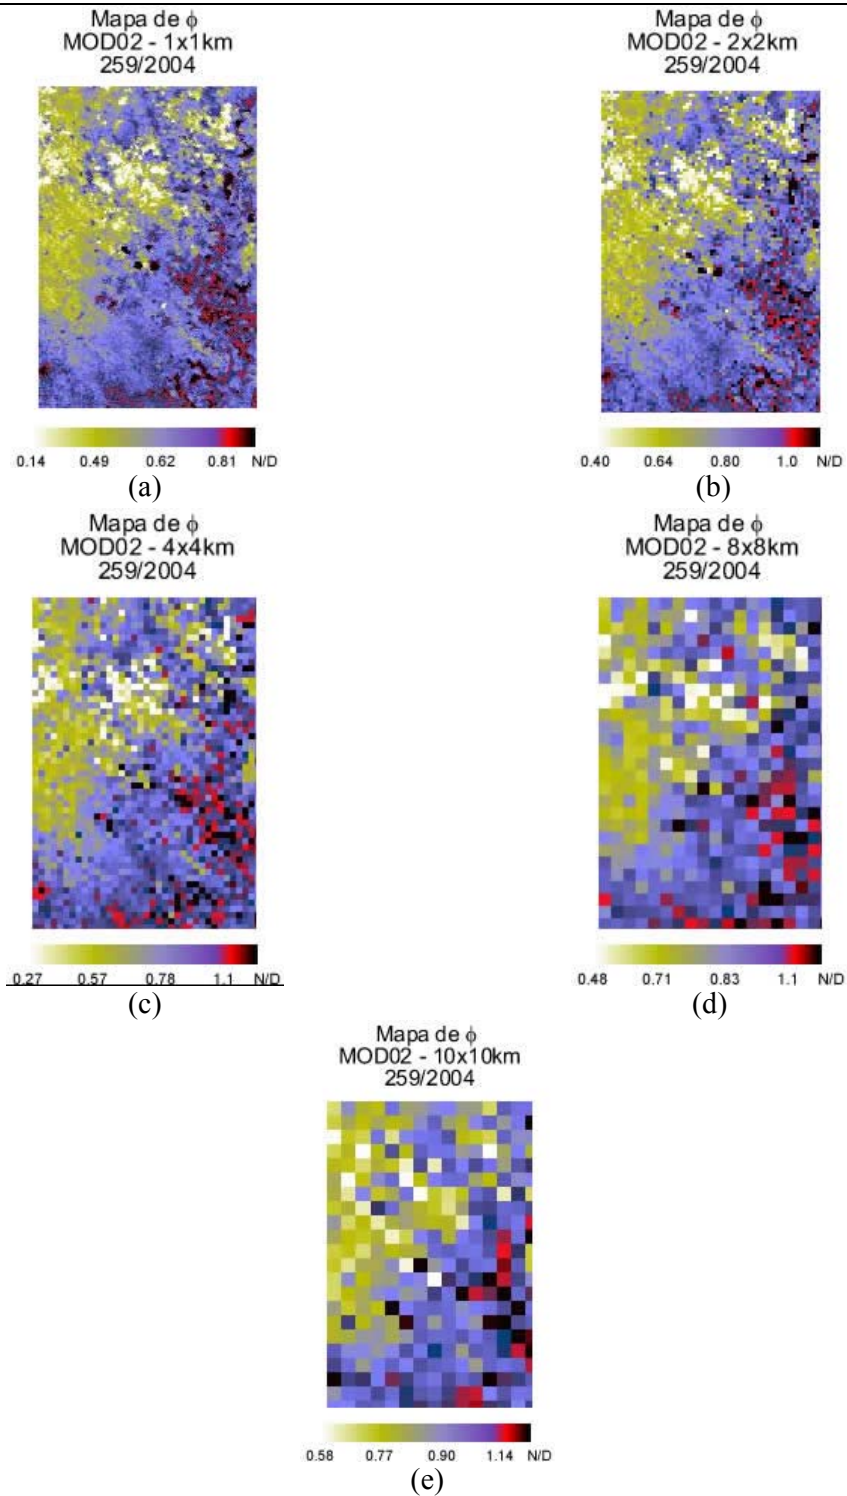 Mapa de ϕ
MOD02 - 1x1km
259/2004
0.14 0.49 0.62 0.81 N/D
(a)
Mapa de ϕ
MOD02 - 2x2km
259/2004
0.40 0.64 0.80 1.0 N/D
(b)
Mapa de ϕ
MOD02 - 4x4km
259/2004
0.27 0.57 0.78 1.1 N/D
(c)
Mapa de ϕ
MOD02 - 8x8km
259/2004
0.48 0.71 0.83 1.1 N/D
(d)
Mapa de ϕ
MOD02 - 10x10km
259/2004
0.58 0.77 0.90 1.14 N/D
(e)